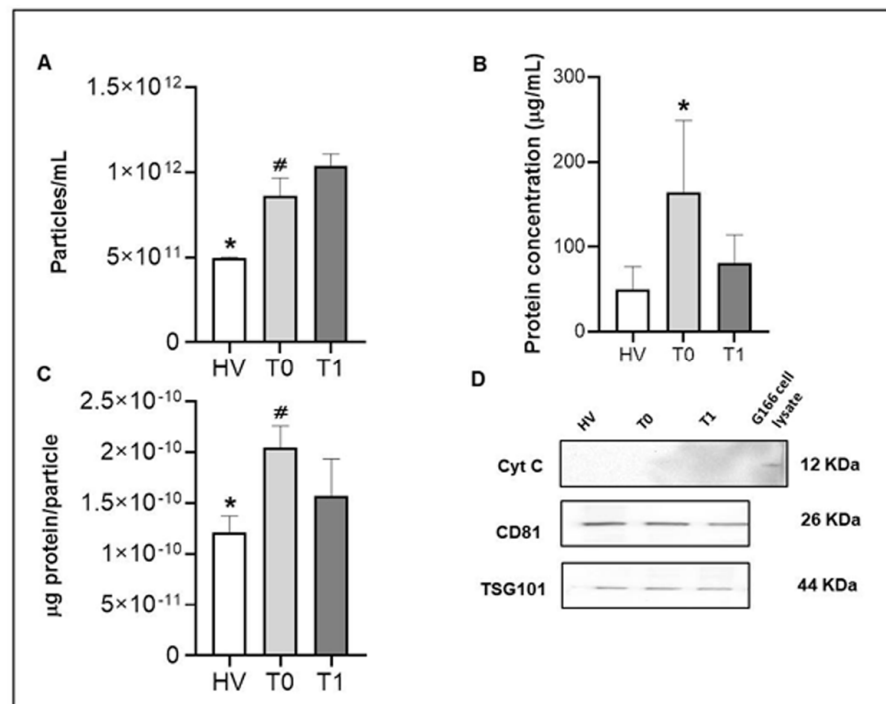 A
Particles/mL
1.5×10¹²
1×10¹²
5×10¹¹
0
*
#
HV T0 T1
B
Protein concentration (µg/mL)
300
200
100
0
*
HV T0 T1
C
µg protein/particle
2.5×10⁻¹⁰
2×10⁻¹⁰
1.5×10⁻¹⁰
1×10⁻¹⁰
5×10⁻¹¹
0
*
#
HV T0 T1
D
HV T0 T1 G166 cell
lysate
Cyt C 12 KDa
CD81 26 KDa
TSG101 44 KDa